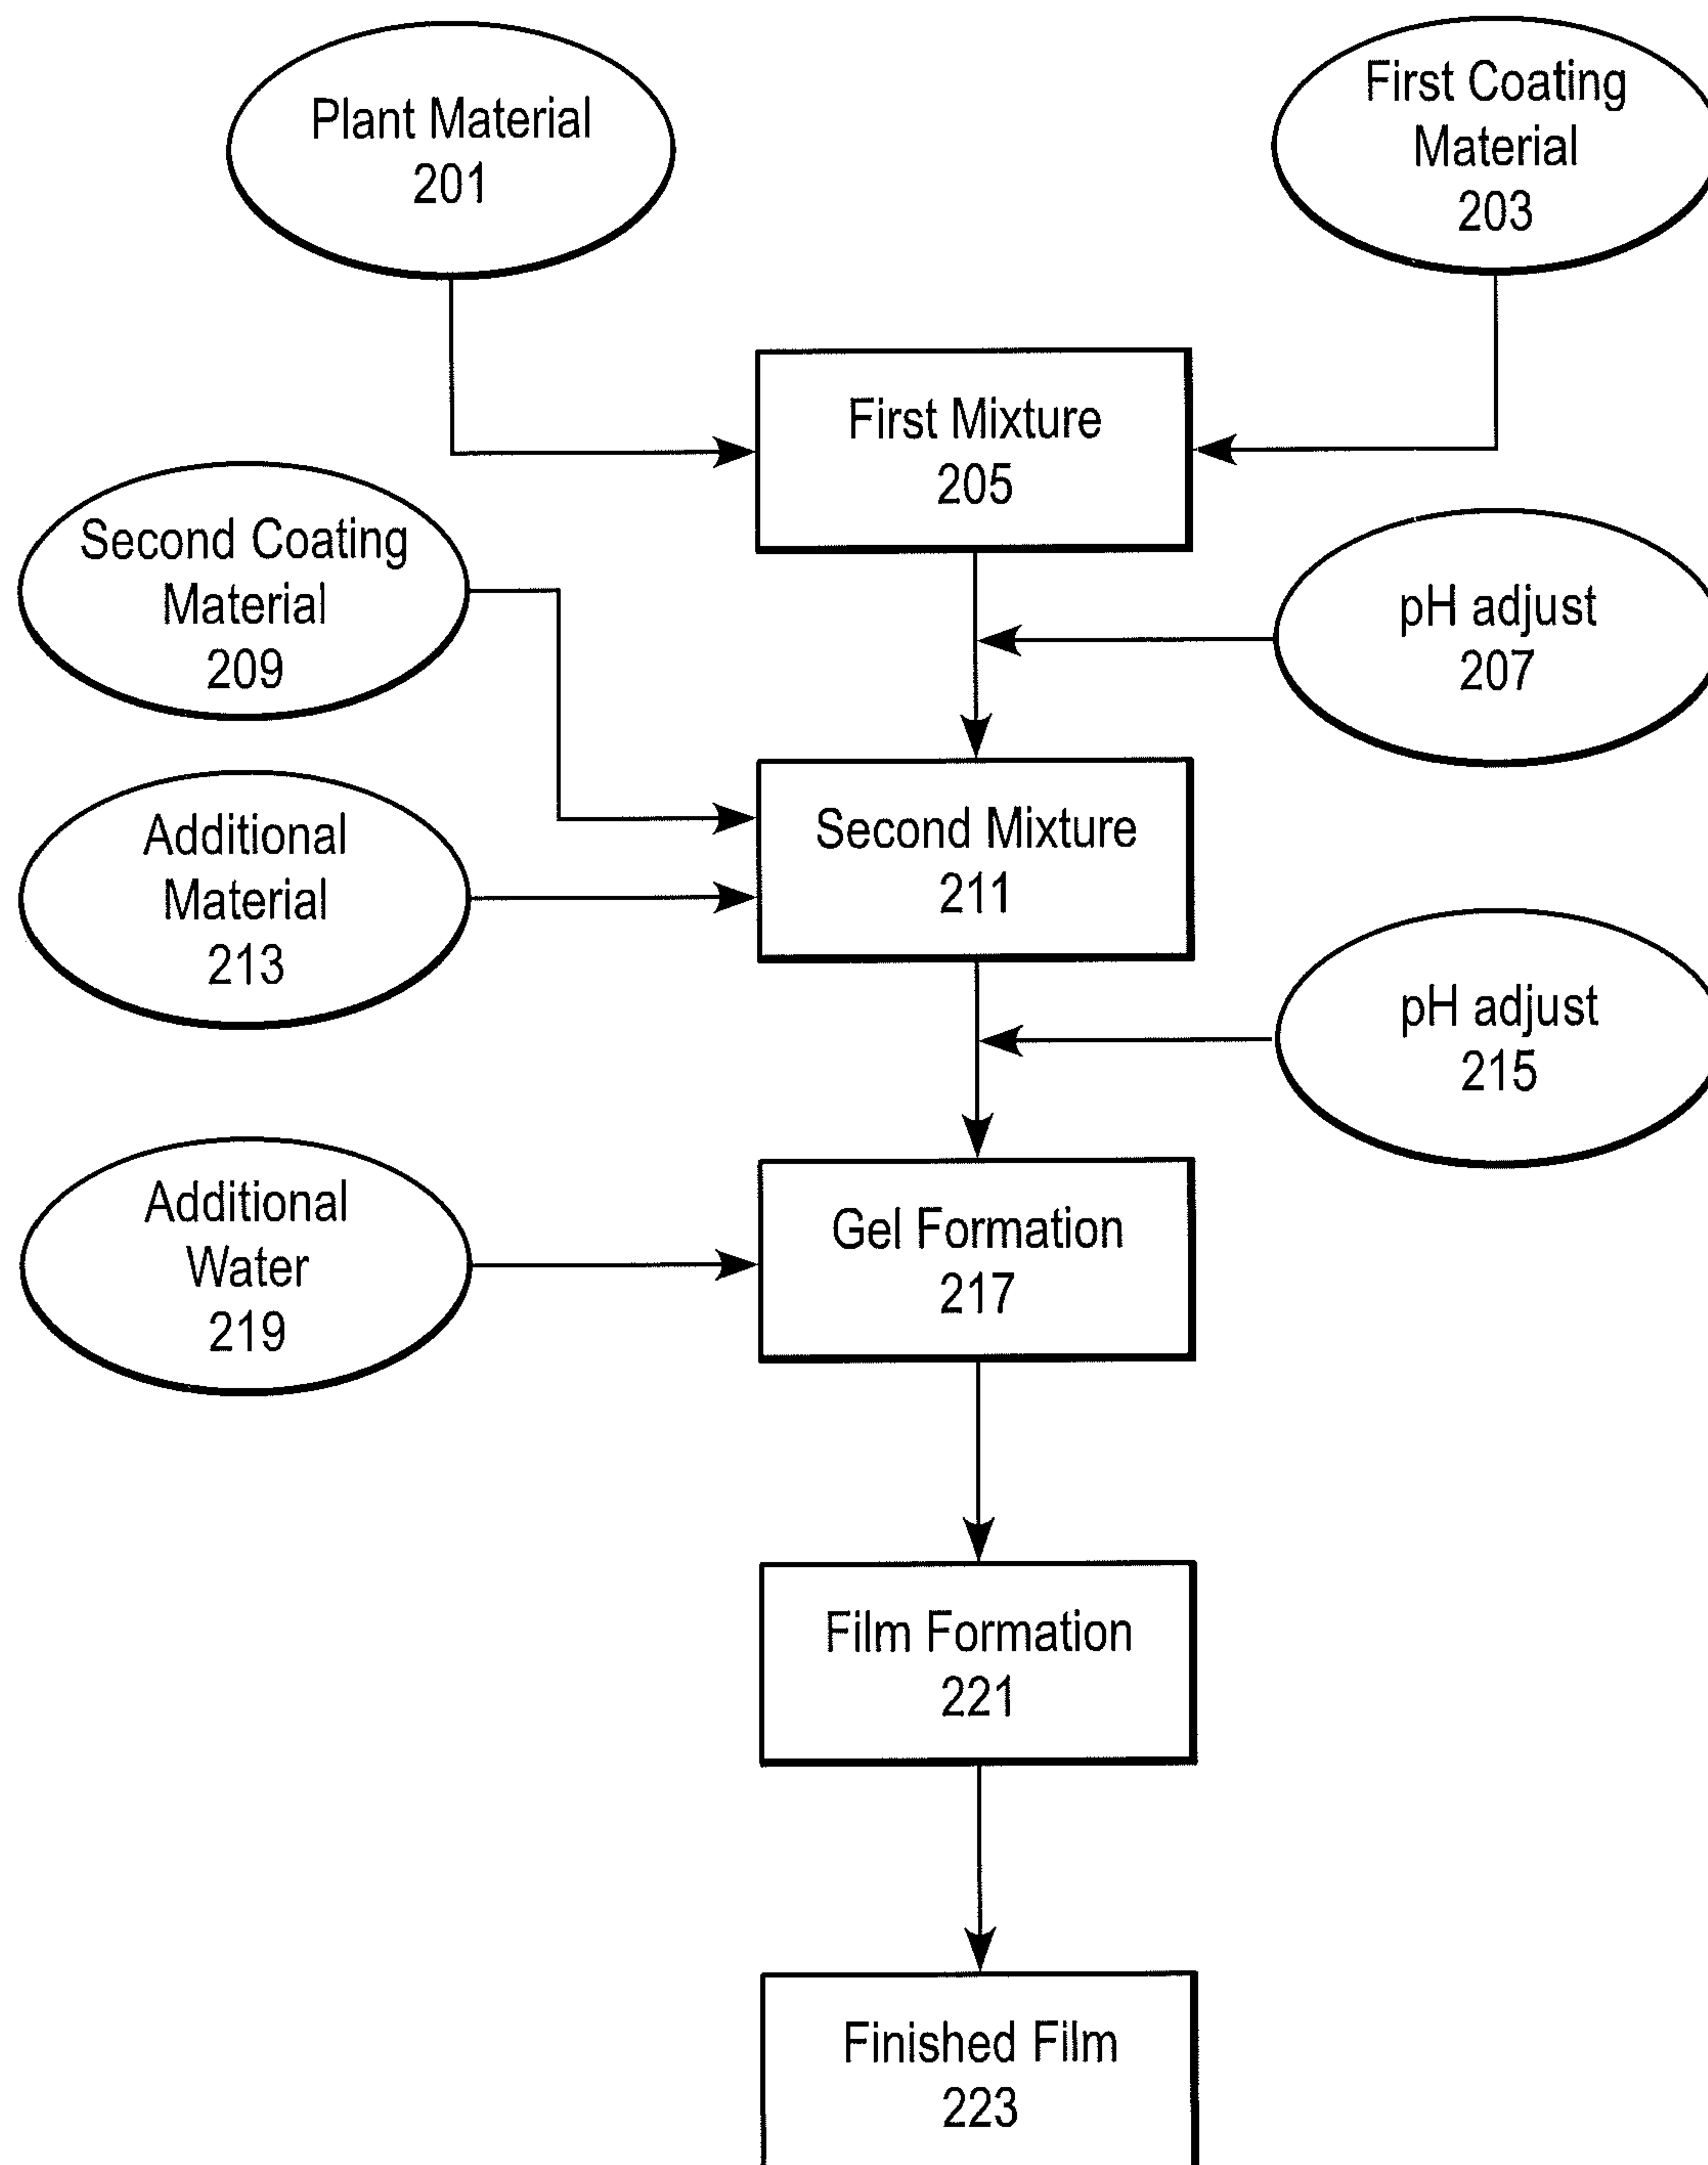 Plant Material
201
First Coating
Material
203
First Mixture
205
Second Coating
Material
209
pH adjust
207
Additional
Material
213
Second Mixture
211
pH adjust
215
Additional
Water
219
Gel Formation
217
Film Formation
221
Finished Film
223